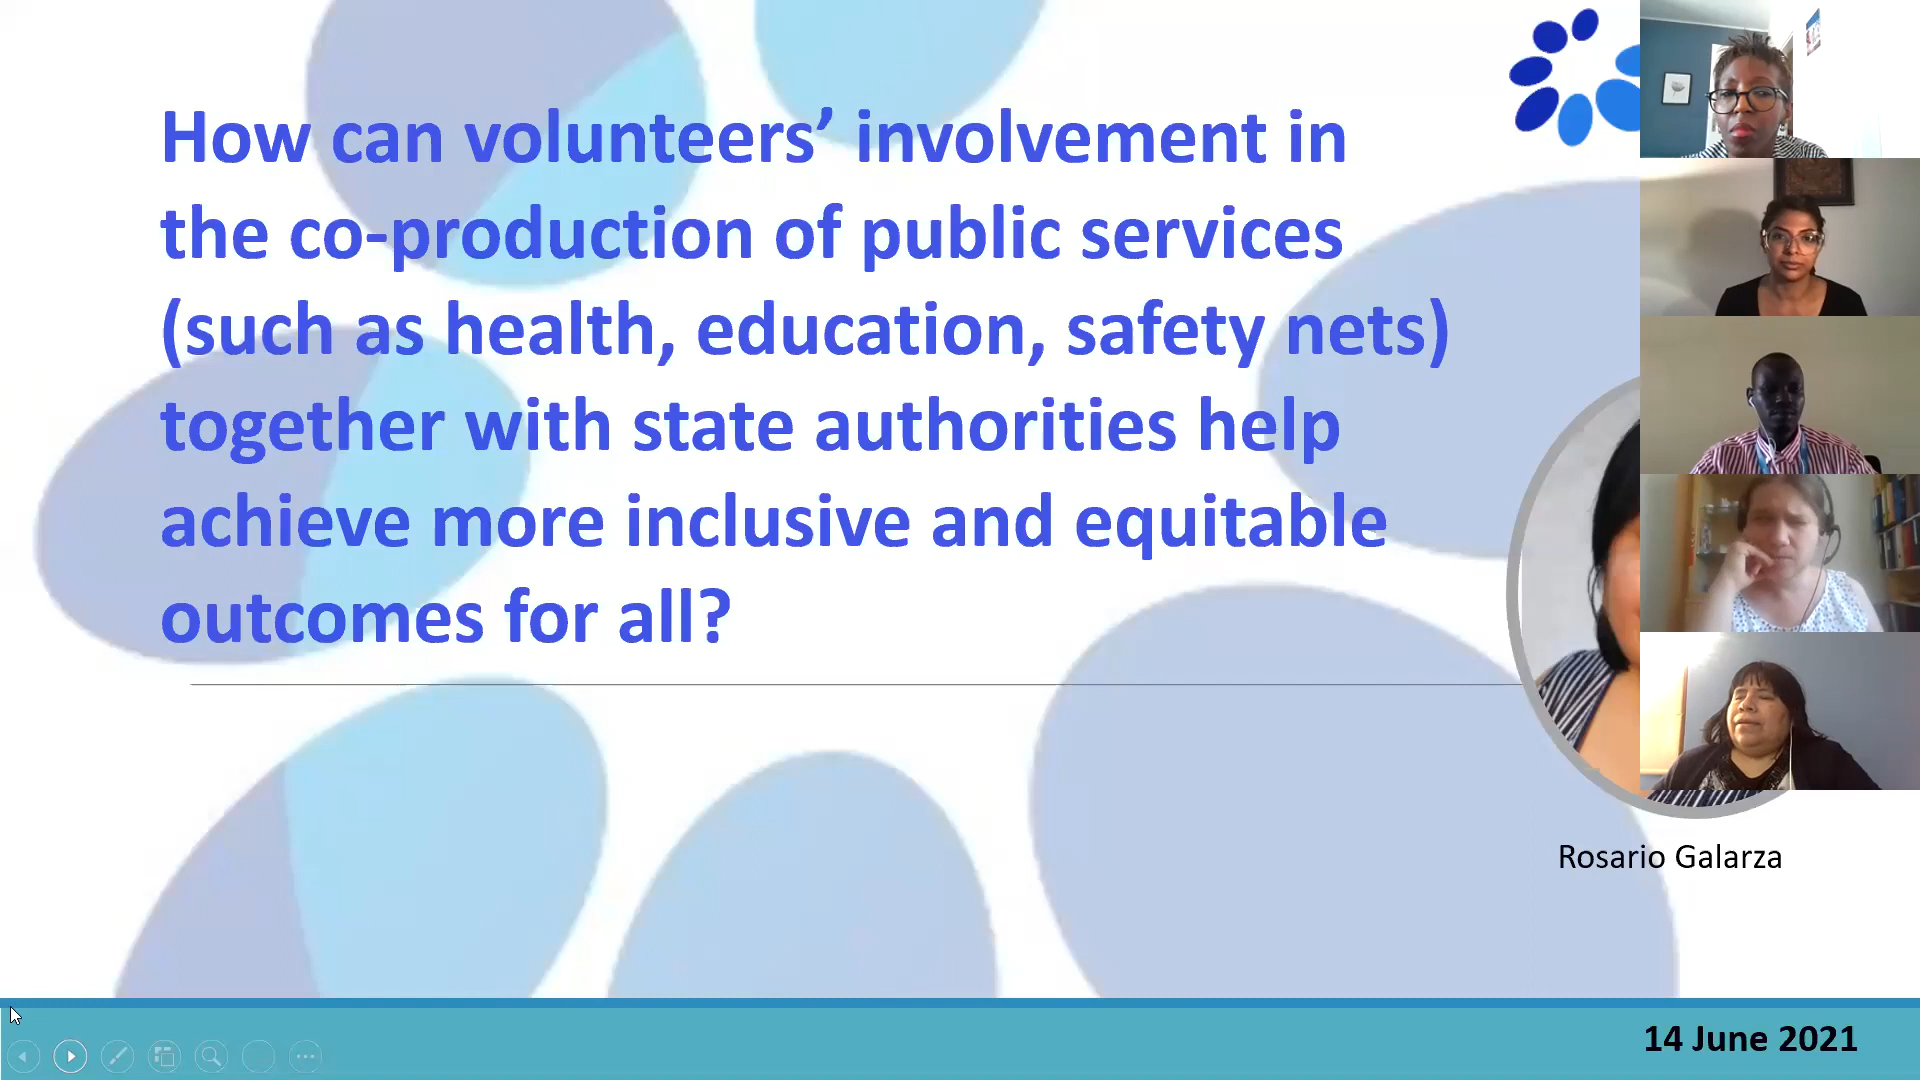 How can volunteers’ involvement in
the co-production of public services
(such as health, education, safety nets)
together with state authorities help
achieve more inclusive and equitable
outcomes for all?
Rosario Galarza
14 June 2021